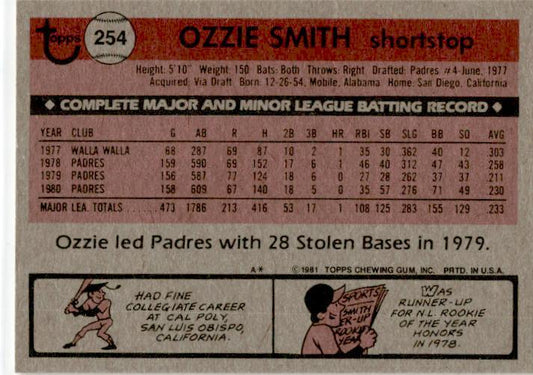 Topps 254 OZZIE SMITH shortstop
Height: 5'10" Weight: 150 Bats: Both Throws: Right Drafted: Padres #4-June, 1977
Acquired: Via Draft Born: 12-26-54, Mobile, Alabama Home: San Diego, California
◆ COMPLETE MAJOR AND MINOR LEAGUE BATTING RECORD ◆
YEAR CLUB G AB R H 2B 3B HR RBI SB SLG BB SO AVG
1977 WALLA WALLA 68 287 69 87 10 2 1 35 30 .362 40 12 .303
1978 PADRES 159 590 69 152 17 6 1 46 40 .312 47 43 .258
1979 PADRES 156 587 77 124 18 6 0 27 28 .262 37 37 .211
1980 PADRES 158 609 67 140 18 5 0 35 57 .276 71 49 .230
MAJOR LEA. TOTALS 473 1786 213 416 53 17 1 108 125 .283 155 129 .233
Ozzie led Padres with 28 Stolen Bases in 1979.
A* © 1981 TOPPS CHEWING GUM, INC. PRTD. IN U.S.A.
HAD FINE
COLLEGIATE CAREER
AT CAL POLY,
SAN LUIS OBISPO,
CALIFORNIA.
SPORTS
SMITH
ER-UP
ROOKIE
YEAR
WAS
RUNNER-UP
FOR N.L. ROOKIE
OF THE YEAR
HONORS
IN 1978.